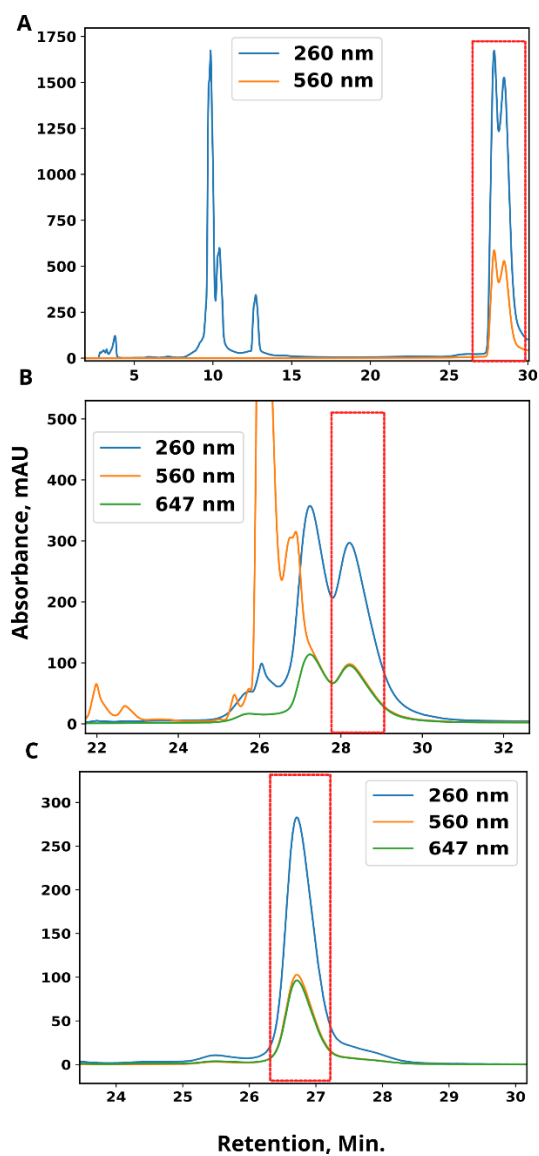 A
1750
1500
1250
1000
750
500
250
0
260 nm
560 nm
5 10 15 20 25 30
B
500
400
300
200
100
0
260 nm
560 nm
647 nm
22 24 26 28 30 32
Absorbance, mAU
C
300
250
200
150
100
50
0
260 nm
560 nm
647 nm
24 25 26 27 28 29 30
Retention, Min.